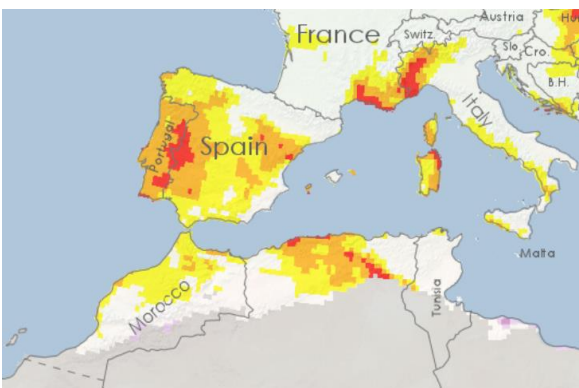 Austria
France
Switz.
Slo
Cro.
B.H.
Italy
Portugal
Spain
Malta
Morocco
Tunisia